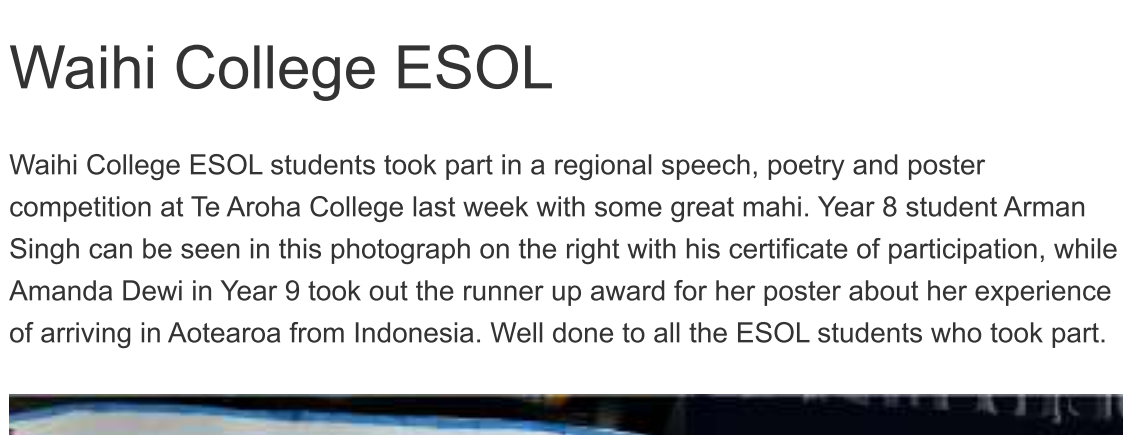 Waihi College ESOL
Waihi College ESOL students took part in a regional speech, poetry and poster
competition at Te Aroha College last week with some great mahi. Year 8 student Arman
Singh can be seen in this photograph on the right with his certificate of participation, while
Amanda Dewi in Year 9 took out the runner up award for her poster about her experience
of arriving in Aotearoa from Indonesia. Well done to all the ESOL students who took part.